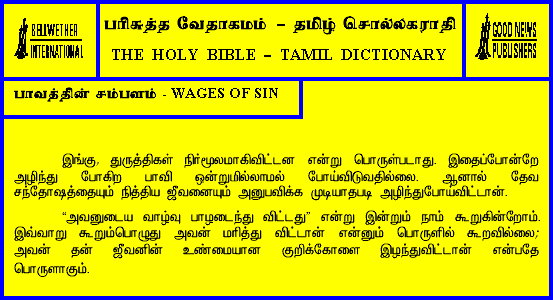 BELLWETHER
INTERNATIONAL
பரிசுத்த வேதாகமம் – தமிழ் சொல்லகராதி
THE HOLY BIBLE – TAMIL DICTIONARY
GOOD NEWS
PUBLISHERS
பாவத்தின் சம்பளம் - WAGES OF SIN
இங்கு, துருத்திகள் நிர்மூலமாகிவிட்டன என்று பொருள்படாது. இதைப்போன்றே
அழிந்து போகிற பாவி ஒன்றுமில்லாமல் போய்விடுவதில்லை. ஆனால் தேவ
சந்தோஷத்தையும் நித்திய ஜீவனையும் அனுபவிக்க முடியாதபடி அழிந்துபோய்விட்டான்.
“அவனுடைய வாழ்வு பாழடைந்து விட்டது” என்று இன்றும் நாம் கூறுகின்றோம்.
இவ்வாறு கூறும்பொழுது அவன் மரித்து விட்டான் என்னும் பொருளில் கூறவில்லை;
அவன் தன் ஜீவனின் உண்மையான குறிக்கோளை இழந்துவிட்டான் என்பதே
பொருளாகும்.